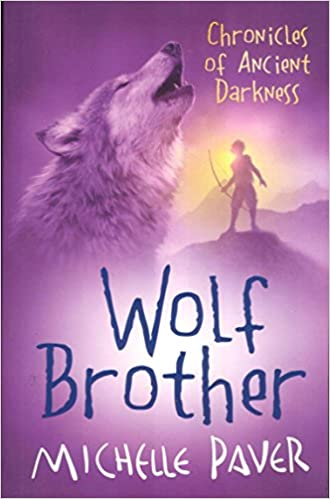 Chronicles
of Ancient
Darkness
Wolf
Brother
MICHELLE PAVER